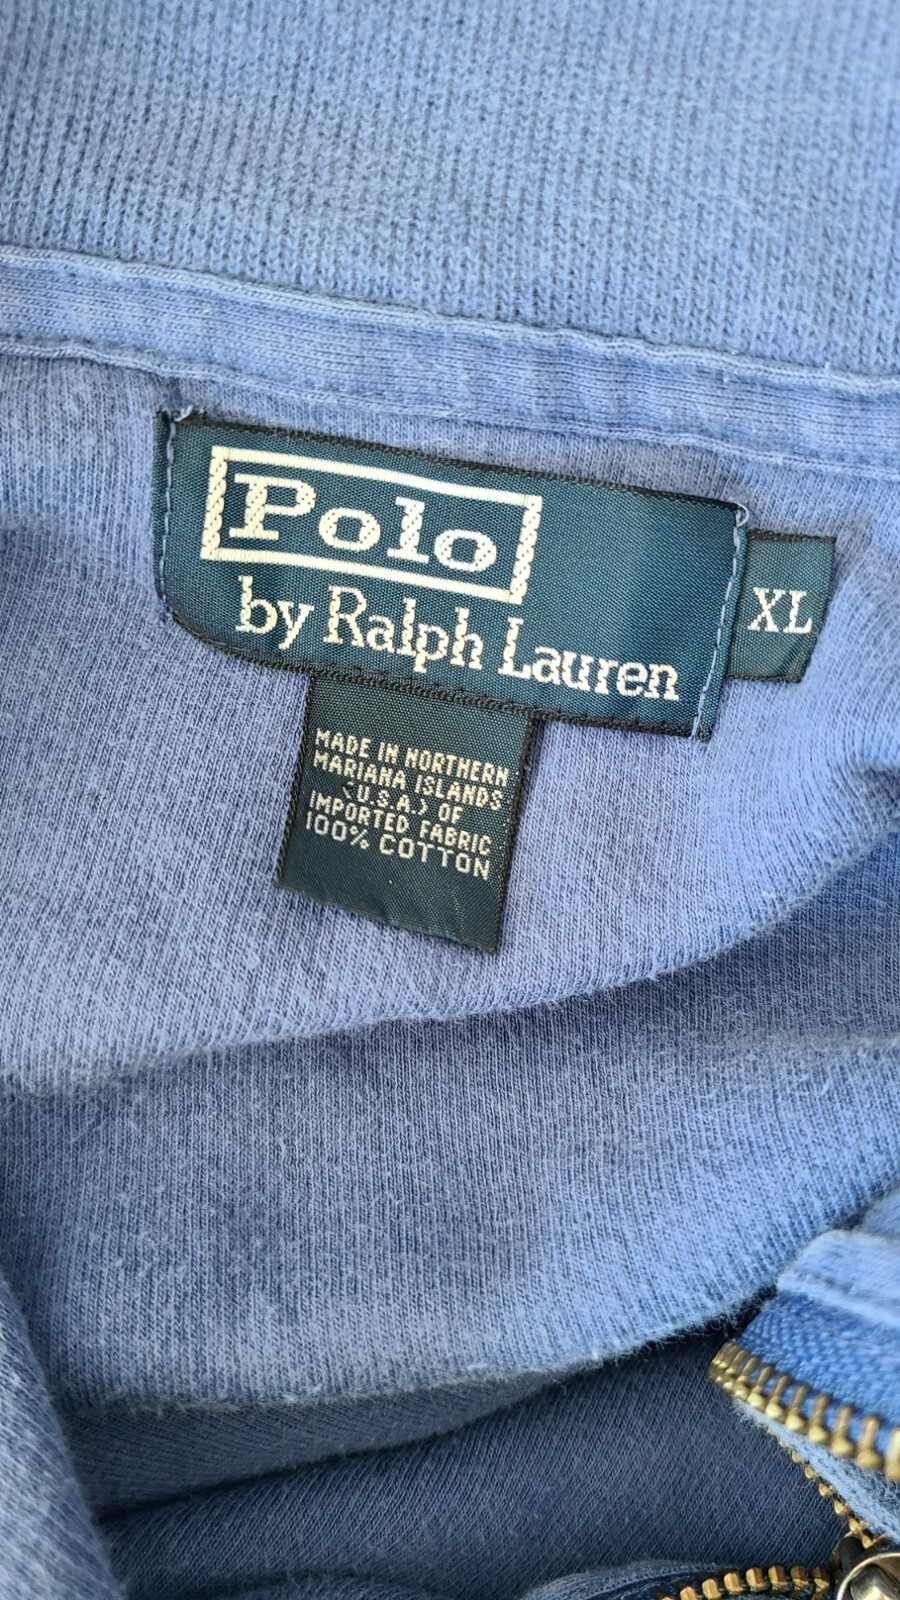 Polo
by Ralph Lauren
XL
MADE IN NORTHERN
MARIANA ISLANDS
(U.S.A.) OF
IMPORTED FABRIC
100% COTTON